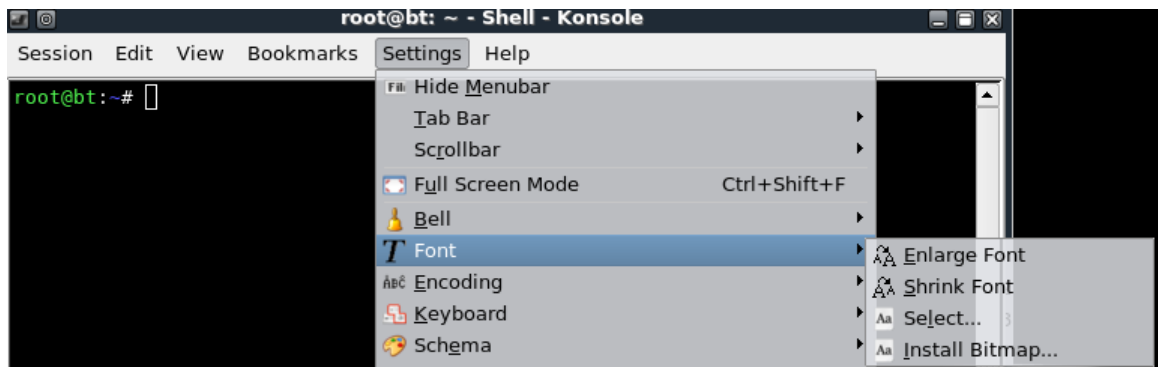 root@bt: ~ - Shell - Konsole
Session Edit View Bookmarks Settings Help
root@bt:~#
Hide Menubar
Tab Bar
Scrollbar
Full Screen Mode Ctrl+Shift+F
Bell
Font
Encoding
Keyboard
Schema
Enlarge Font
Shrink Font
Select...
Install Bitmap...